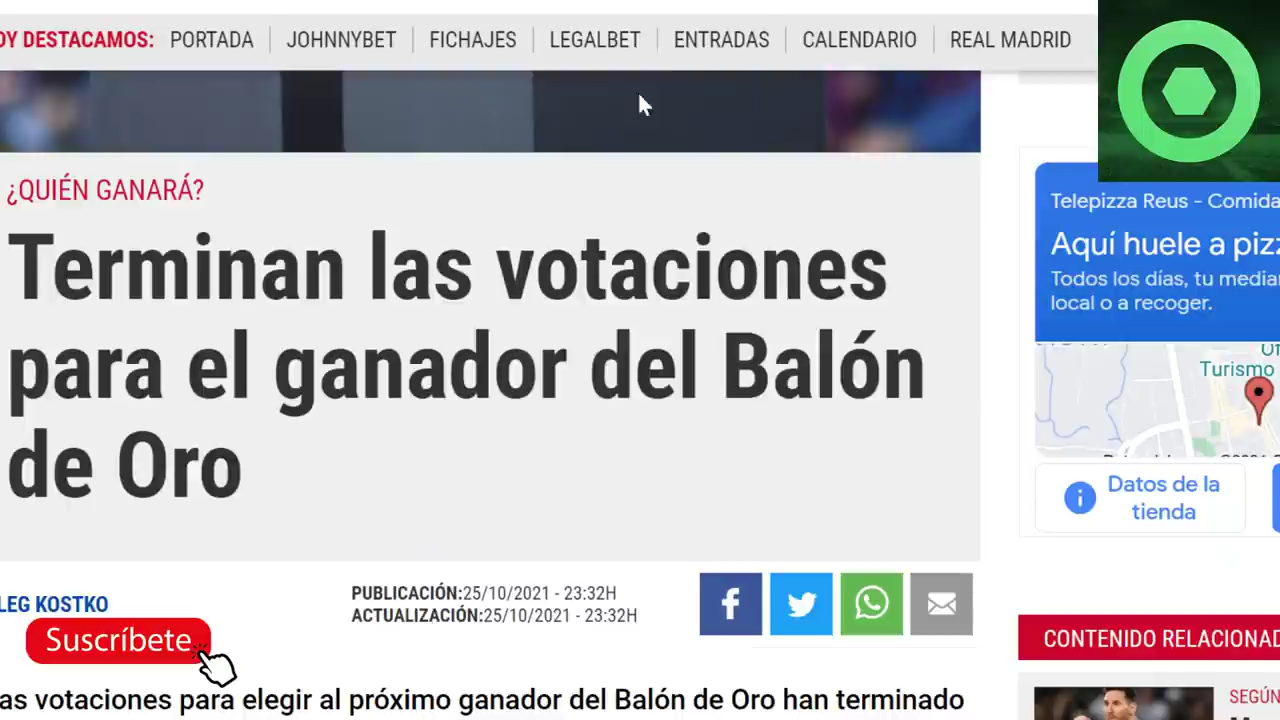 OY DESTACAMOS: PORTADA JOHNNYBET FICHAJES LEGALBET ENTRADAS CALENDARIO REAL MADRID
¿QUIÉN GANARÁ?
Terminan las votaciones
para el ganador del Balón
de Oro
LEG KOSTKO
PUBLICACIÓN:25/10/2021 - 23:32H
ACTUALIZACIÓN:25/10/2021 - 23:32H
Suscríbete
as votaciones para elegir al próximo ganador del Balón de Oro han terminado
Telepizza Reus - Comida
Aquí huele a pizz
Todos los días, tu median
local o a recoger.
Turismo
Datos de la
tienda
CONTENIDO RELACIONAD
SEGÚN